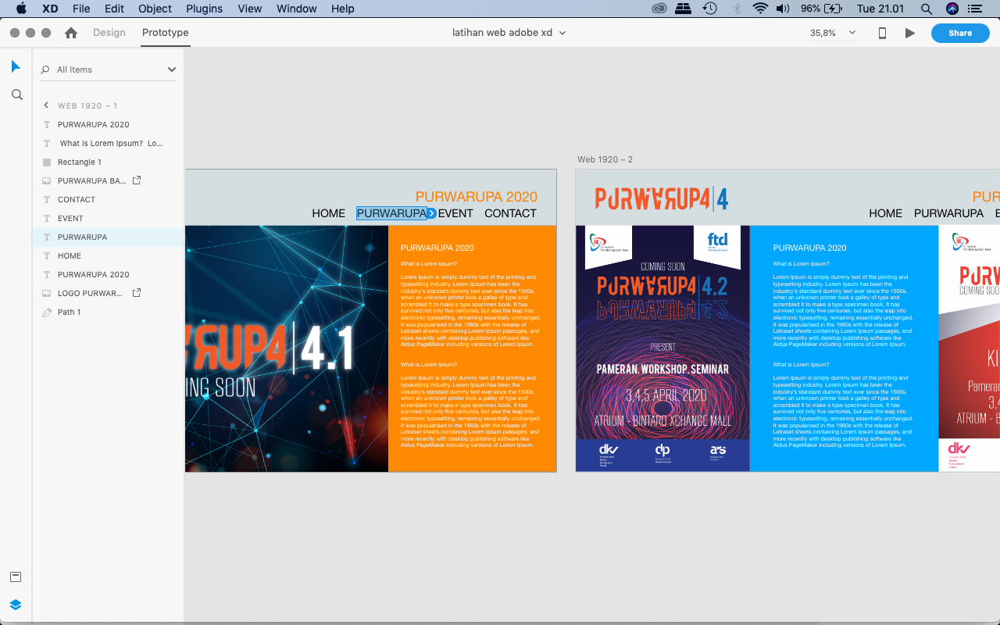 XD File Edit Object Plugins View Window Help 96% Tue 21.01
Design Prototype latihan web adobe xd 35,8% Share
All Items
WEB 1920 – 1
PURWARUPA 2020
What is Lorem Ipsum? Lo...
Rectangle 1
PURWARUPA BA...
CONTACT
EVENT
PURWARUPA
HOME
PURWARUPA 2020
LOGO PURWAR...
Path 1
PURWARUPA 2020
HOME PURWARUPA EVENT CONTACT
RUP4|4.1
NG SOON
PURWARUPA 2020
What is Lorem Ipsum?
Lorem Ipsum is simply dummy text of the printing and
typesetting industry. Lorem Ipsum has been the
industry's standard dummy text ever since the 1500s,
when an unknown printer took a galley of type and
scrambled it to make a type specimen book. It has
survived not only five centuries, but also the leap into
electronic typesetting, remaining essentially unchanged.
It was popularised in the 1960s with the release of
Letraset sheets containing Lorem Ipsum passages, and
more recently with desktop publishing software like
Aldus PageMaker including versions of Lorem Ipsum.
What is Lorem Ipsum?
Lorem Ipsum is simply dummy text of the printing and
typesetting industry. Lorem Ipsum has been the
industry's standard dummy text ever since the 1500s,
when an unknown printer took a galley of type and
scrambled it to make a type specimen book. It has
survived not only five centuries, but also the leap into
electronic typesetting, remaining essentially unchanged.
It was popularised in the 1960s with the release of
Letraset sheets containing Lorem Ipsum passages, and
more recently with desktop publishing software like
Aldus PageMaker including versions of Lorem Ipsum.
Web 1920 – 2
PURWARUP4|4
PUR
HOME PURWARUPA E
Universitas
Pembangunan Jaya
ftd
COMING SOON
PURWARUP4|4.2
PRESENT
PAMERAN. WORKSHOP. SEMINAR
3,4,5 APRIL 2020
ATRIUM - BINTARO XCHANGE MALL
dkv dp ars
PURWARUPA 2020
What is Lorem Ipsum?
Lorem Ipsum is simply dummy text of the printing and
typesetting industry. Lorem Ipsum has been the
industry's standard dummy text ever since the 1500s,
when an unknown printer took a galley of type and
scrambled it to make a type specimen book. It has
survived not only five centuries, but also the leap into
electronic typesetting, remaining essentially unchanged.
It was popularised in the 1960s with the release of
Letraset sheets containing Lorem Ipsum passages, and
more recently with desktop publishing software like
Aldus PageMaker including versions of Lorem Ipsum.
What is Lorem Ipsum?
Lorem Ipsum is simply dummy text of the printing and
typesetting industry. Lorem Ipsum has been the
industry's standard dummy text ever since the 1500s,
when an unknown printer took a galley of type and
scrambled it to make a type specimen book. It has
survived not only five centuries, but also the leap into
electronic typesetting, remaining essentially unchanged.
It was popularised in the 1960s with the release of
Letraset sheets containing Lorem Ipsum passages, and
more recently with desktop publishing software like
Aldus PageMaker including versions of Lorem Ipsum.
Universitas
Pembangunan Jaya
PURW
COMING SOON
KI
Pameran
3,4
ATRIUM - B
dkv